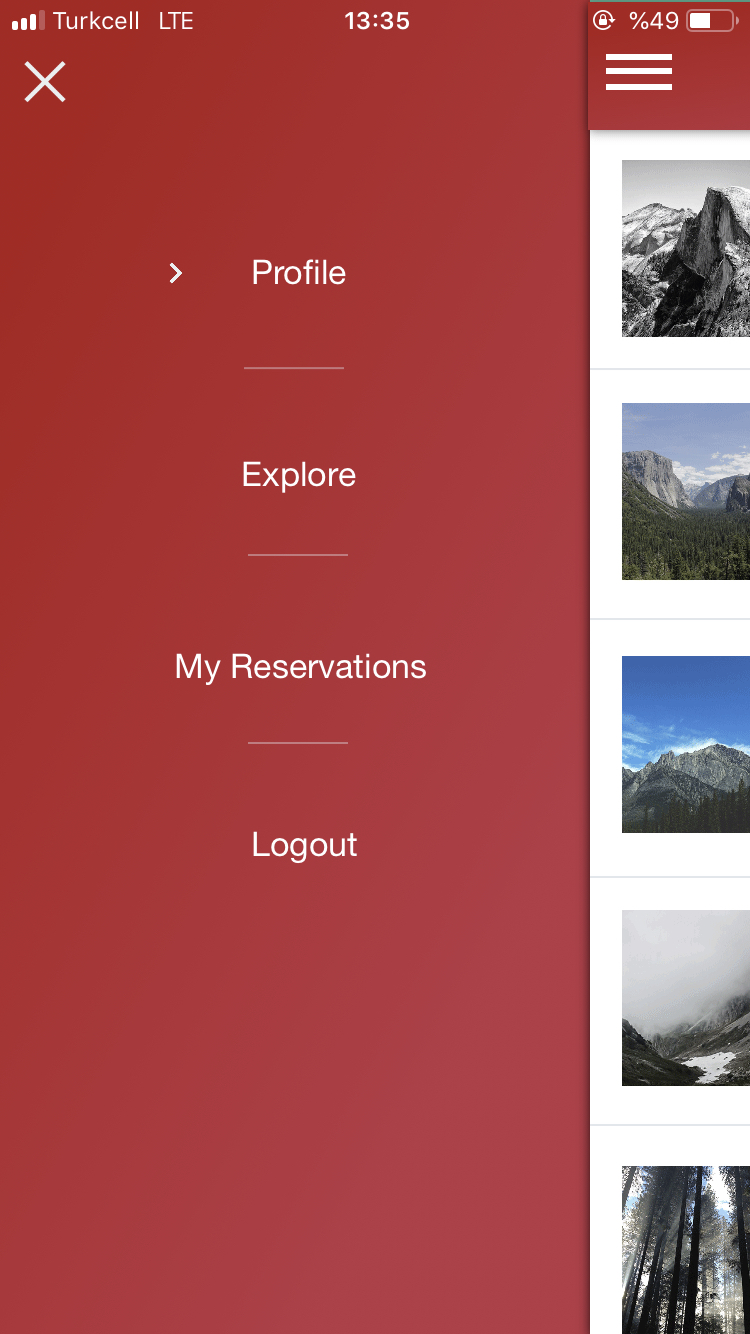 Turkcell LTE 13:35 %49
Profile
Explore
My Reservations
Logout